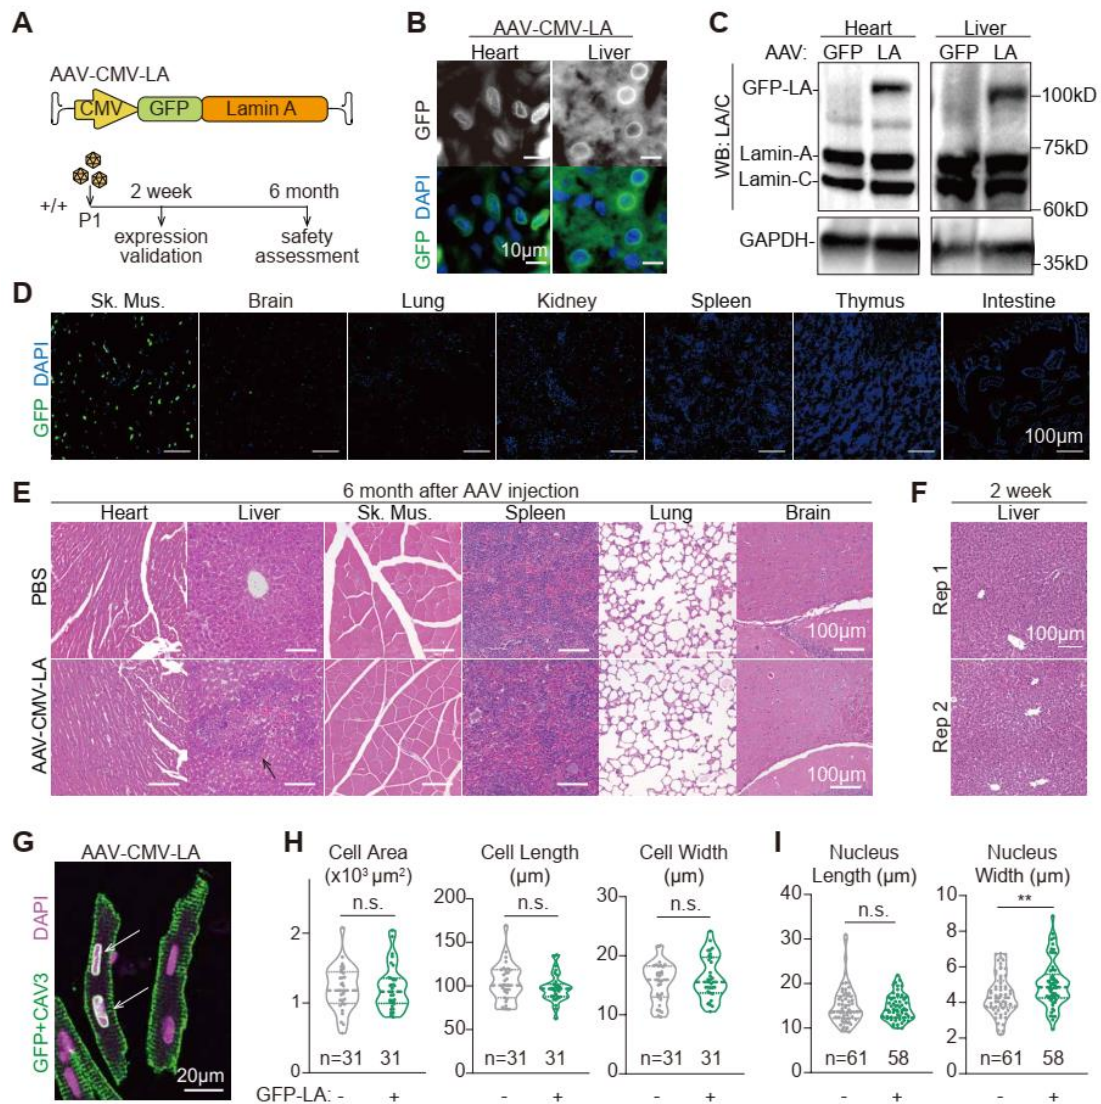 A
AAV-CMV-LA
CMV GFP Lamin A
2 week 6 month
+/+
P1
expression validation
safety assessment
B
AAV-CMV-LA
Heart Liver
GFP
GFP DAPI
10µm
C
Heart Liver
AAV: GFP LA GFP LA
WB: LA/C
GFP-LA-
Lamin-A-
Lamin-C-
GAPDH-
-100kD
-75kD
-60kD
-35kD
D
Sk. Mus. Brain Lung Kidney Spleen Thymus Intestine
GFP DAPI
100µm
E
6 month after AAV injection
Heart Liver Sk. Mus. Spleen Lung Brain
PBS
100µm
AAV-CMV-LA
100µm
F
2 week
Liver
Rep 1
100µm
Rep 2
G
AAV-CMV-LA
GFP+CAV3 DAPI
20µm
H
Cell Area
(x10³ µm²)
n.s.
2
1
0
n=31 31
GFP-LA: - +
Cell Length
(µm)
n.s.
200
150
100
50
0
n=31 31
- +
Cell Width
(µm)
n.s.
30
20
10
0
n=31 31
- +
I
Nucleus
Length (µm)
n.s.
40
30
20
10
0
n=61 58
- +
Nucleus
Width (µm)
**
10
8
6
4
2
0
n=61 58
- +